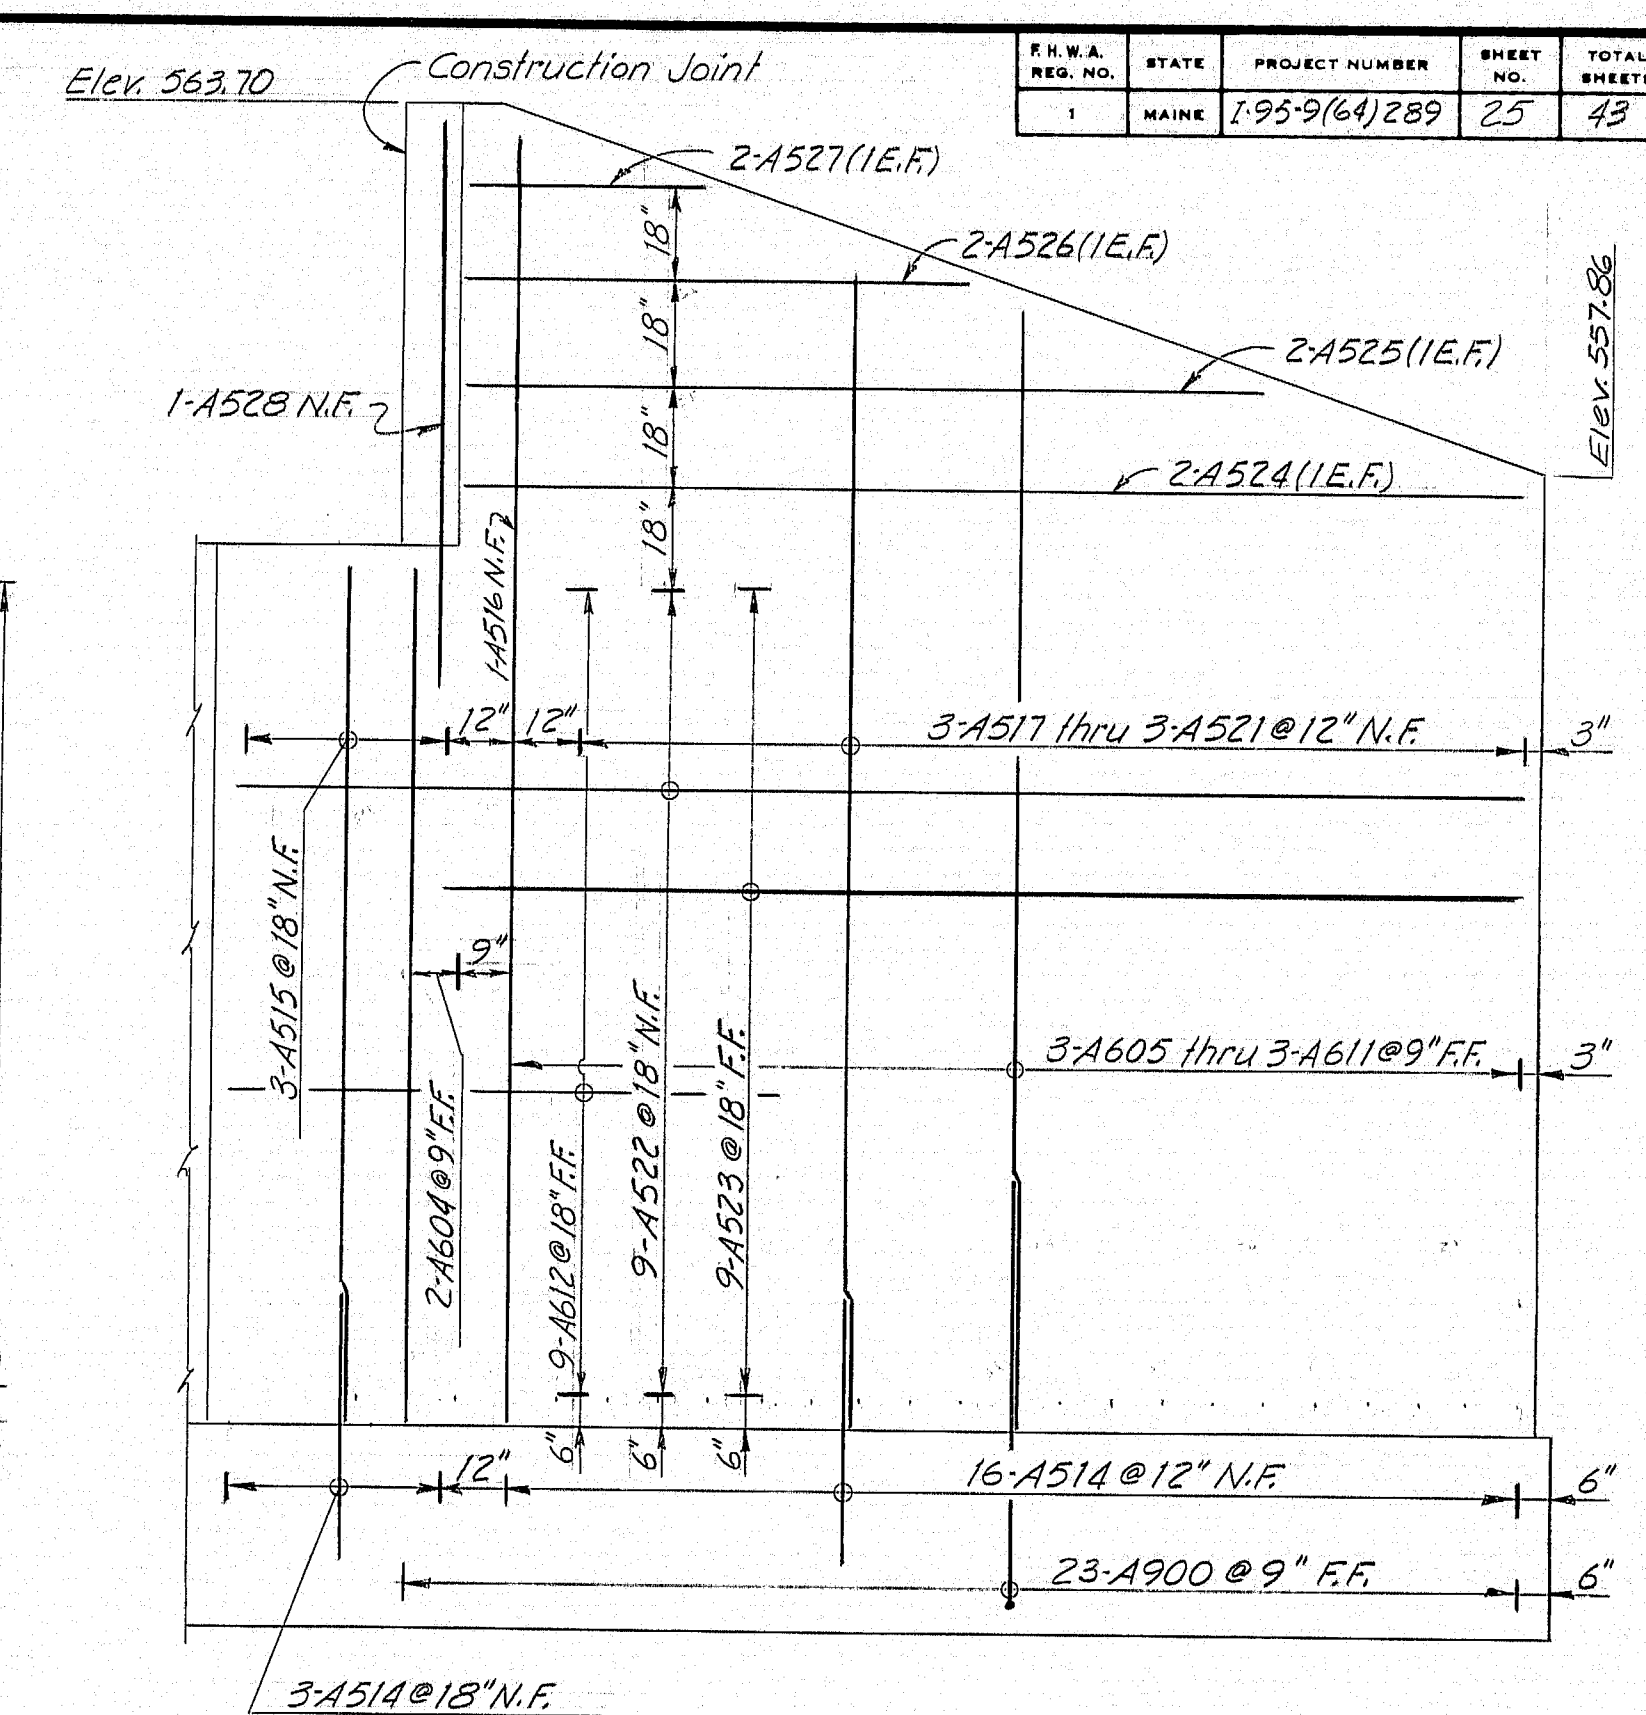 F.H.W.A. REG. NO. STATE PROJECT NUMBER SHEET NO. TOTAL SHEETS
1 MAINE I-95-9(64)289 25 43
Elev. 563.70
Construction Joint
2-A527(1E.F.)
18"
2-A526(1E.F.)
18"
Elev. 557.86
2-A525(1E.F.)
1-A528 N.F.
18"
2-A524(1E.F.)
18"
1-A516 N.F.
12" 12"
3-A517 thru 3-A521@12" N.F.
3"
3-A515@18"N.F.
9"
3-A605 thru 3-A611@9"F.F.
3"
2-A604@9"F.F.
9-A612@18"F.F.
9-A522@18"N.F.
9-A523@18"F.F.
6" 6" 6"
12"
16-A514@12" N.F.
6"
23-A900@9" F.F.
6"
3-A514@18"N.F.